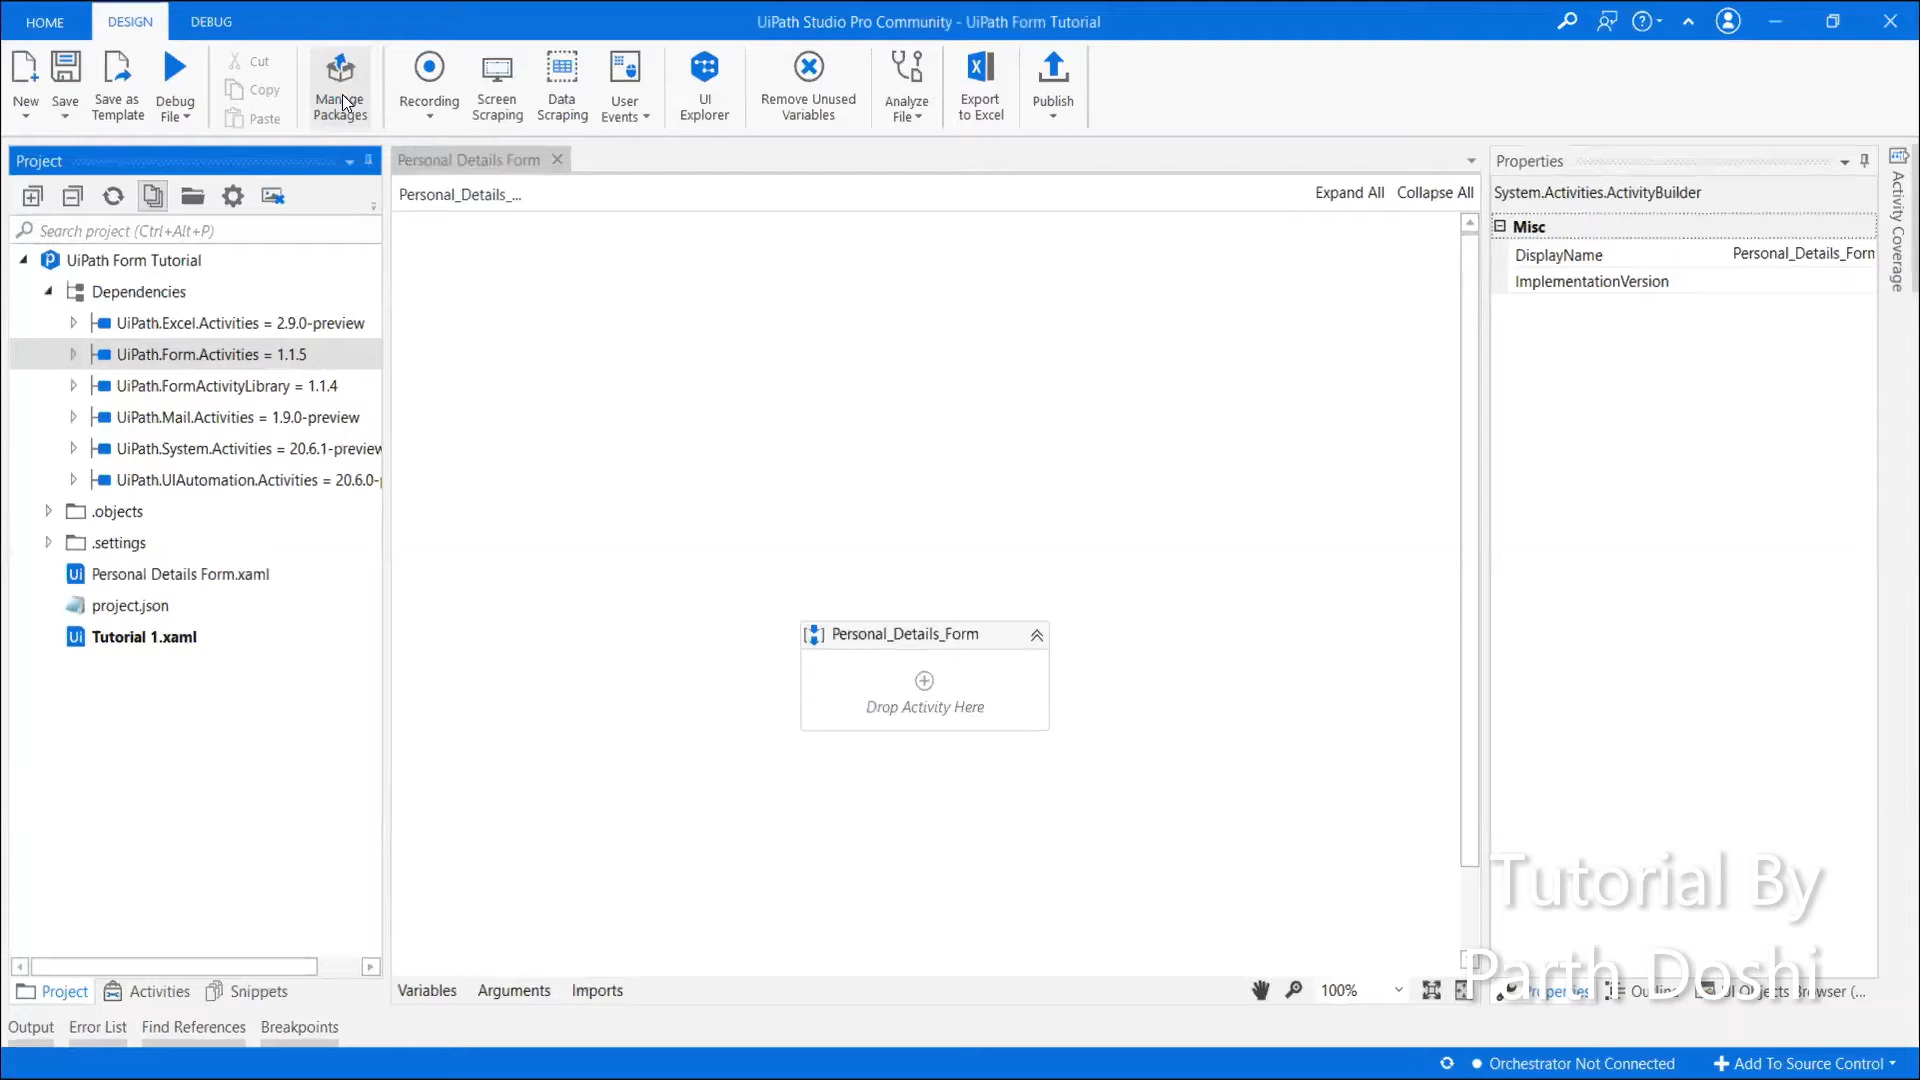 HOME
DESIGN
DEBUG
UiPath Studio Pro Community - UiPath Form Tutorial
New
Save
Save as
Template
Debug
File
Cut
Copy
Paste
Manage
Packages
Recording
Screen
Scraping
Data
Scraping
User
Events
UI
Explorer
Remove Unused
Variables
Analyze
File
Export
to Excel
Publish
Project
Search project (Ctrl+Alt+P)
UiPath Form Tutorial
Dependencies
UiPath.Excel.Activities = 2.9.0-preview
UiPath.Form.Activities = 1.1.5
UiPath.FormActivityLibrary = 1.1.4
UiPath.Mail.Activities = 1.9.0-preview
UiPath.System.Activities = 20.6.1-preview
UiPath.UIAutomation.Activities = 20.6.0-p
.objects
.settings
Personal Details Form.xaml
project.json
Tutorial 1.xaml
Project
Activities
Snippets
Personal Details Form
Personal_Details_...
Expand All
Collapse All
Personal_Details_Form
Drop Activity Here
Variables
Arguments
Imports
100%
Properties
System.Activities.ActivityBuilder
Misc
DisplayName
Personal_Details_Form
ImplementationVersion
Activity Coverage
Tutorial By
Parth Doshi
Properties
Outline
UI Objects Browser (...
Output
Error List
Find References
Breakpoints
Orchestrator Not Connected
Add To Source Control